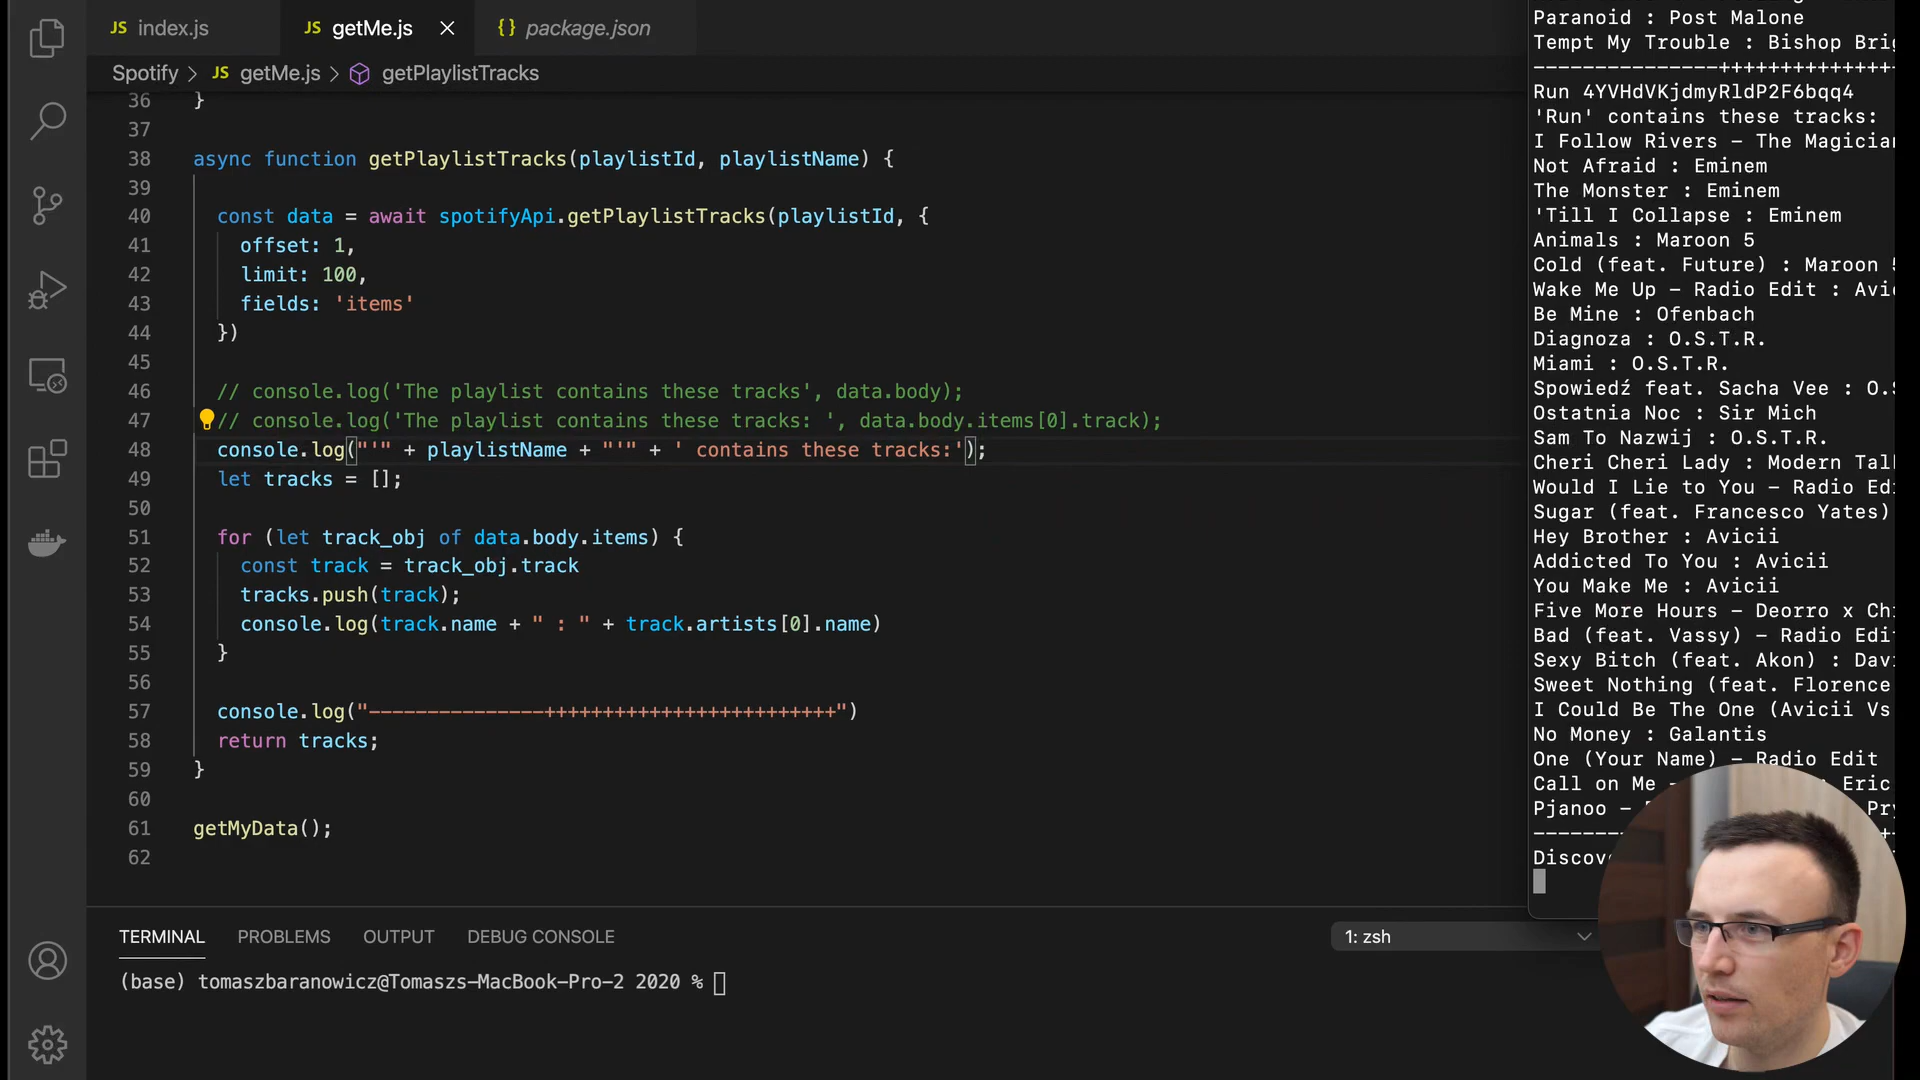 JS index.js
JS getMe.js
{} package.json
Spotify > JS getMe.js > getPlaylistTracks
36 }
37
38 async function getPlaylistTracks(playlistId, playlistName) {
39
40 const data = await spotifyApi.getPlaylistTracks(playlistId, {
41 offset: 1,
42 limit: 100,
43 fields: 'items'
44 })
45
46 // console.log('The playlist contains these tracks', data.body);
47 // console.log('The playlist contains these tracks: ', data.body.items[0].track);
48 console.log("'" + playlistName + "'" + ' contains these tracks:');
49 let tracks = [];
50
51 for (let track_obj of data.body.items) {
52 const track = track_obj.track
53 tracks.push(track);
54 console.log(track.name + " : " + track.artists[0].name)
55 }
56
57 console.log("---------------+++++++++++++++++++++++++")
58 return tracks;
59 }
60
61 getMyData();
62
TERMINAL PROBLEMS OUTPUT DEBUG CONSOLE
1: zsh
(base) tomaszbaranowicz@Tomaszs-MacBook-Pro-2 2020 %
Paranoid : Post Malone
Tempt My Trouble : Bishop Brig
---------------+++++++++++++++
Run 4YVHdVKjdmyRldP2F6bqq4
'Run' contains these tracks:
I Follow Rivers - The Magician
Not Afraid : Eminem
The Monster : Eminem
'Till I Collapse : Eminem
Animals : Maroon 5
Cold (feat. Future) : Maroon 5
Wake Me Up - Radio Edit : Avic
Be Mine : Ofenbach
Diagnoza : O.S.T.R.
Miami : O.S.T.R.
Spowiedź feat. Sacha Vee : O.S
Ostatnia Noc : Sir Mich
Sam To Nazwij : O.S.T.R.
Cheri Cheri Lady : Modern Tal
Would I Lie to You - Radio Edi
Sugar (feat. Francesco Yates)
Hey Brother : Avicii
Addicted To You : Avicii
You Make Me : Avicii
Five More Hours - Deorro x Ch
Bad (feat. Vassy) - Radio Edi
Sexy Bitch (feat. Akon) : Dav
Sweet Nothing (feat. Florence
I Could Be The One (Avicii Vs
No Money : Galantis
One (Your Name) - Radio Edit
Call on Me - Eric
Pjanoo - Pry
Discov